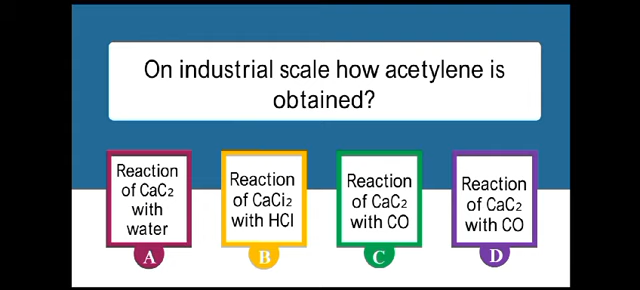 On industrial scale how acetylene is
obtained?
Reaction
of CaC₂
with
water
Reaction
of CaCi₂
with HCl
Reaction
of CaC₂
with CO
Reaction
of CaC₂
with CO
A
B
C
D